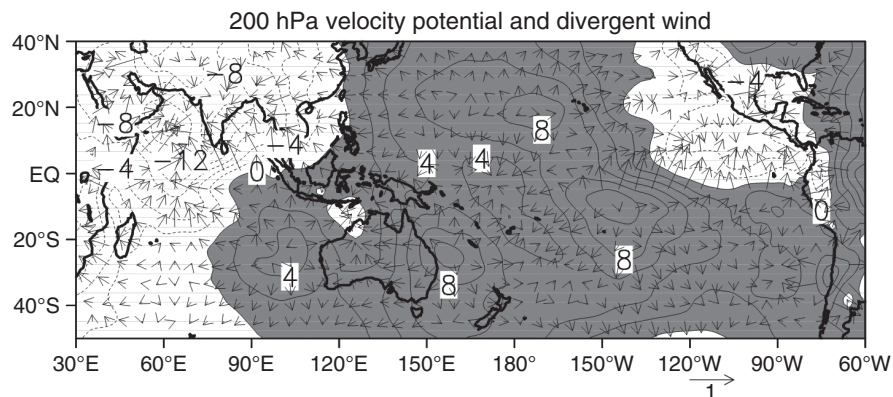 200 hPa velocity potential and divergent wind
40°N
-8
-4
20°N
8
-8
-4
-12
4
4
EQ
-4
0
0
20°S
8
4
8
40°S
30°E 60°E 90°E 120°E 150°E 180° 150°W 120°W 90°W 60°W
1